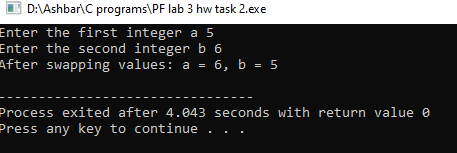 D:\Ashbar\C programs\PF lab 3 hw task 2.exe
Enter the first integer a 5
Enter the second integer b 6
After swapping values: a = 6, b = 5
--------------------------------
Process exited after 4.043 seconds with return value 0
Press any key to continue . . .